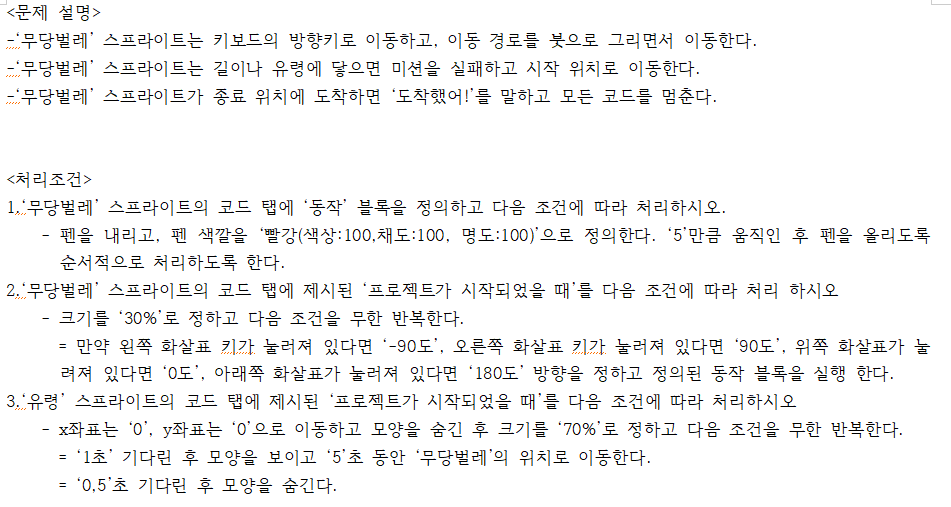 <문제 설명>
-‘무당벌레’ 스프라이트는 키보드의 방향키로 이동하고, 이동 경로를 붓으로 그리면서 이동한다.
-‘무당벌레’ 스프라이트는 길이나 유령에 닿으면 미션을 실패하고 시작 위치로 이동한다.
-‘무당벌레’ 스프라이트가 종료 위치에 도착하면 ‘도착했어!’를 말하고 모든 코드를 멈춘다.
<처리조건>
1.‘무당벌레’ 스프라이트의 코드 탭에 ‘동작’ 블록을 정의하고 다음 조건에 따라 처리하시오.
- 펜을 내리고, 펜 색깔을 ‘빨강(색상:100,채도:100, 명도:100)’으로 정의한다. ‘5’만큼 움직인 후 펜을 올리도록
순서적으로 처리하도록 한다.
2.‘무당벌레’ 스프라이트의 코드 탭에 제시된 ‘프로젝트가 시작되었을 때’를 다음 조건에 따라 처리 하시오
- 크기를 ‘30%’로 정하고 다음 조건을 무한 반복한다.
= 만약 왼쪽 화살표 키가 눌러져 있다면 ‘-90도’, 오른쪽 화살표 키가 눌러져 있다면 ‘90도’, 위쪽 화살표가 눌
려져 있다면 ‘0도’, 아래쪽 화살표가 눌러져 있다면 ‘180도’ 방향을 정하고 정의된 동작 블록을 실행 한다.
3.‘유령’ 스프라이트의 코드 탭에 제시된 ‘프로젝트가 시작되었을 때’를 다음 조건에 따라 처리하시오
- x좌표는 ‘0’, y좌표는 ‘0’으로 이동하고 모양을 숨긴 후 크기를 ‘70%’로 정하고 다음 조건을 무한 반복한다.
= ‘1초’ 기다린 후 모양을 보이고 ‘5’초 동안 ‘무당벌레’의 위치로 이동한다.
= ‘0.5’초 기다린 후 모양을 숨긴다.